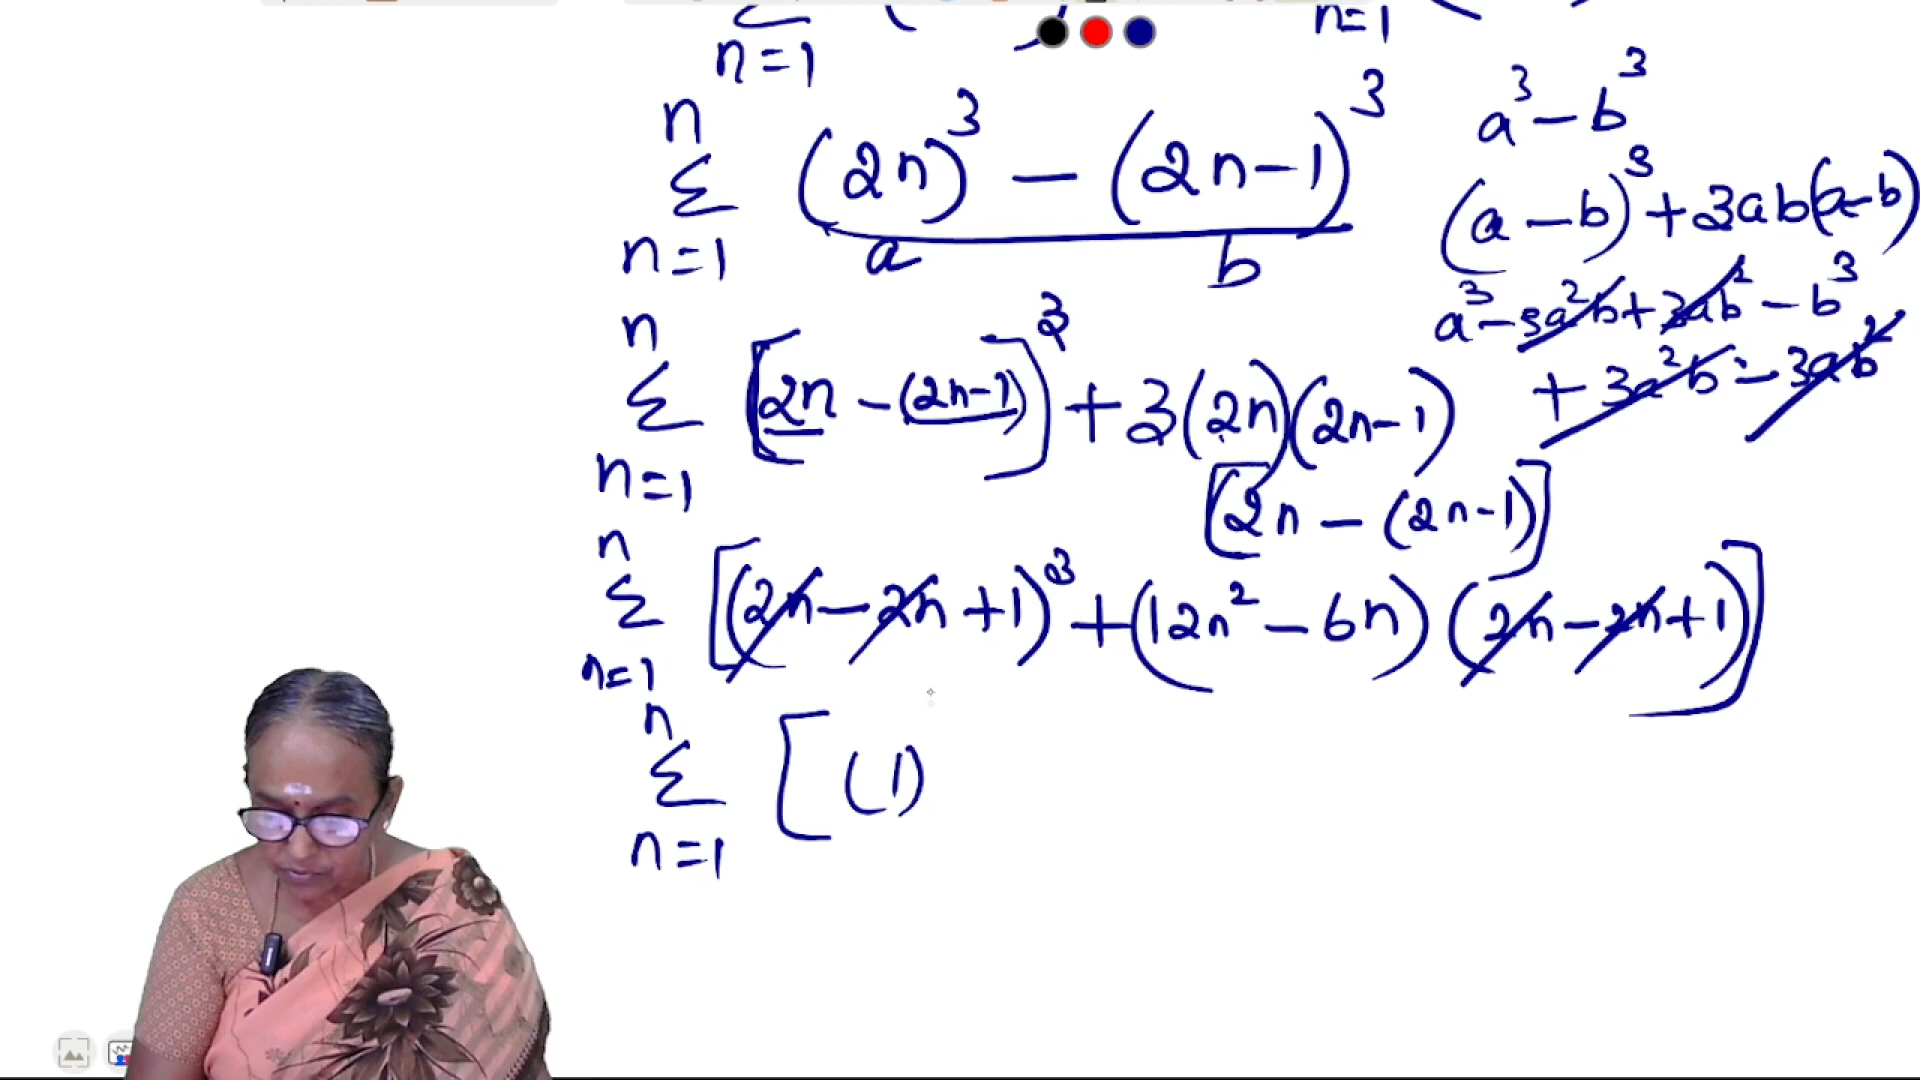 n=1 n=1
n
Σ (2n)³ − (2n−1)³
n=1 a b
a³−b³
(a−b)³+3ab(a−b)
a³−3a²b+3ab²−b³
+3a²b−3ab²
n
Σ [2n−(2n−1)]³+3(2n)(2n−1)
n=1 [2n−(2n−1)]
n
Σ [(2n−2n+1)³+(12n²−6n)(2n−2n+1)]
n=1
n
Σ [(1)
n=1